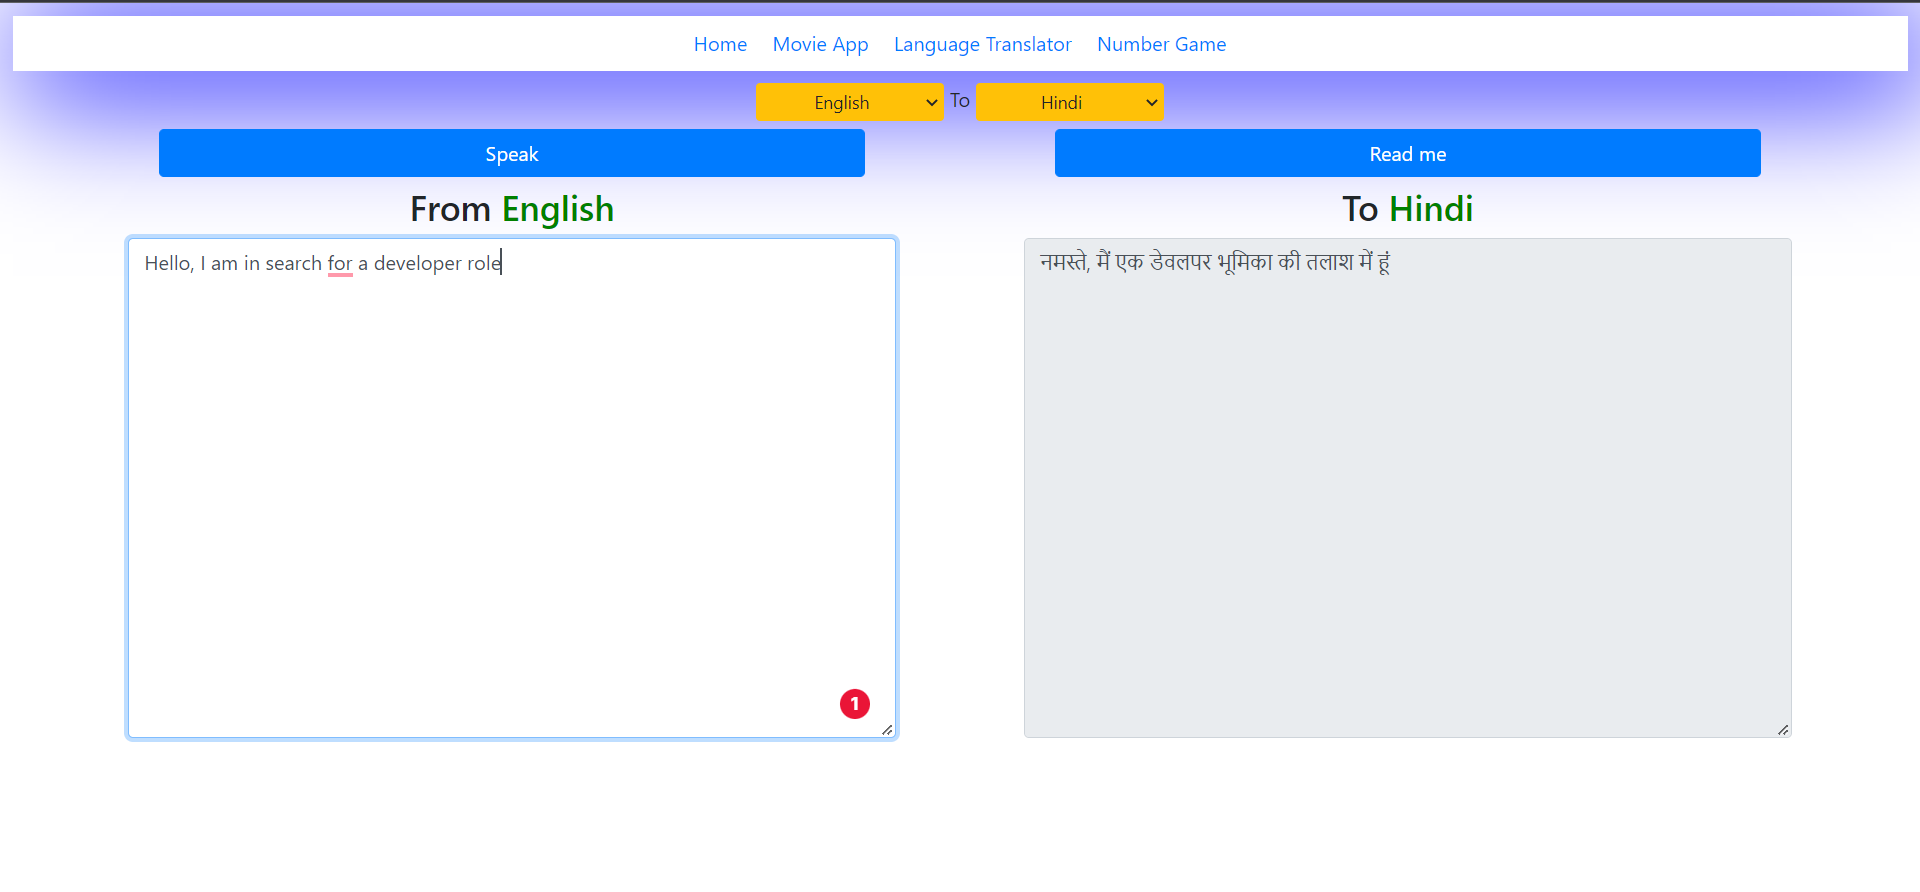 Home Movie App Language Translator Number Game
English To Hindi
Speak
Read me
From English
To Hindi
Hello, I am in search for a developer role
नमस्ते, मैं एक डेवलपर भूमिका की तलाश में हूं
1